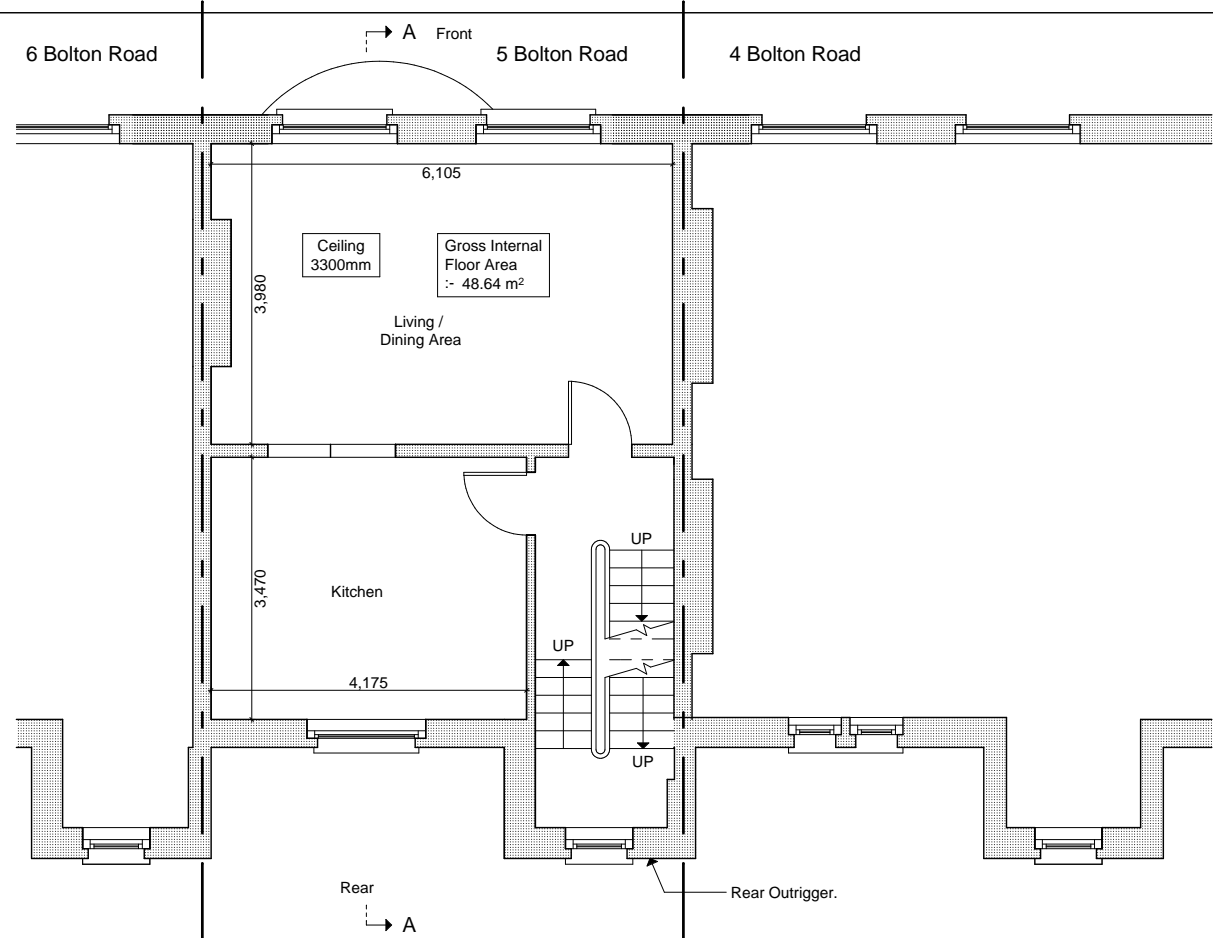 A Front
6 Bolton Road
5 Bolton Road
4 Bolton Road
6,105
Ceiling
3300mm
Gross Internal
Floor Area
:- 48.64 m²
3,980
Living /
Dining Area
UP
3,470
Kitchen
UP
4,175
UP
Rear
Rear Outrigger.
A